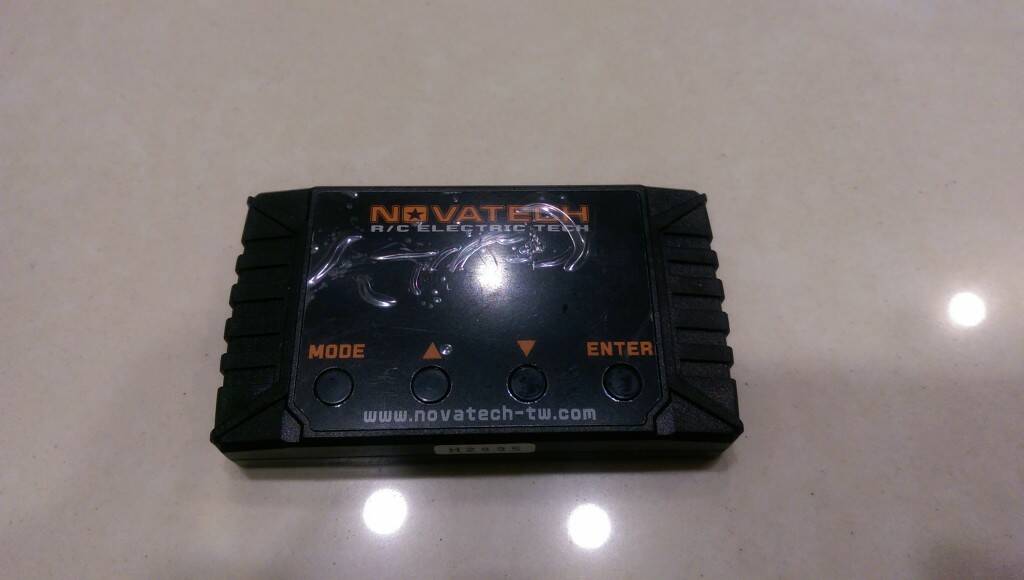 NOVATECH
R/C ELECTRIC TECH
MODE ▲ ▼ ENTER
www.novatech-tw.com